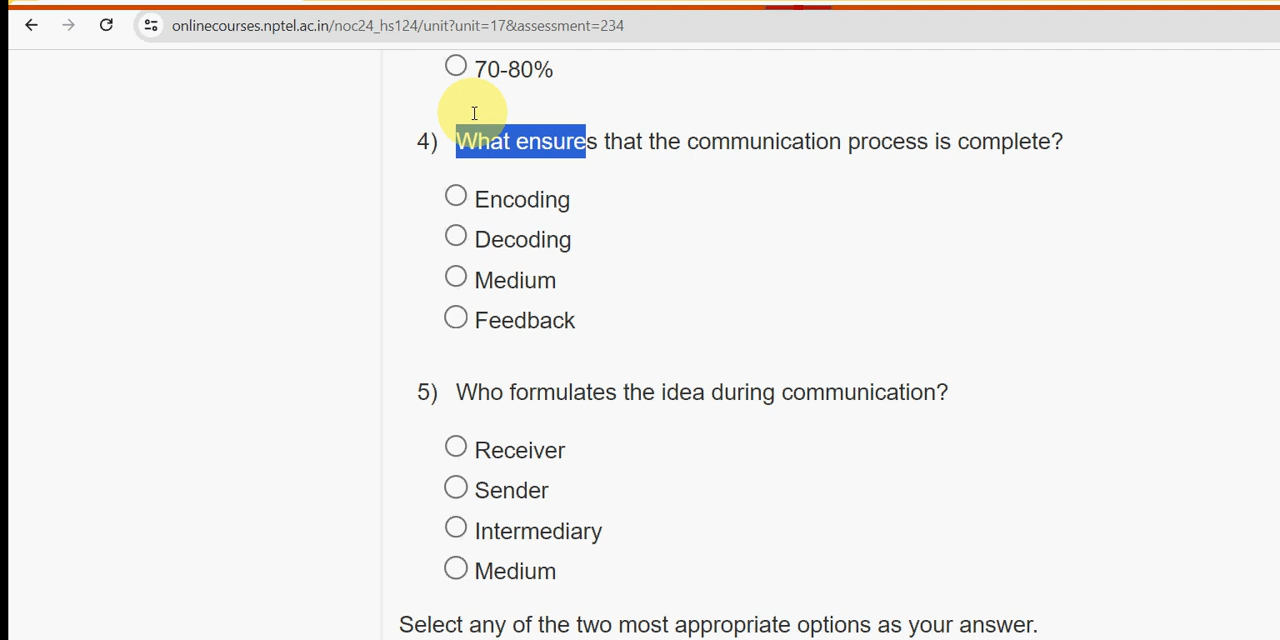 onlinecourses.nptel.ac.in/noc24_hs124/unit?unit=17&assessment=234
70-80%
4) What ensures that the communication process is complete?
Encoding
Decoding
Medium
Feedback
5) Who formulates the idea during communication?
Receiver
Sender
Intermediary
Medium
Select any of the two most appropriate options as your answer.